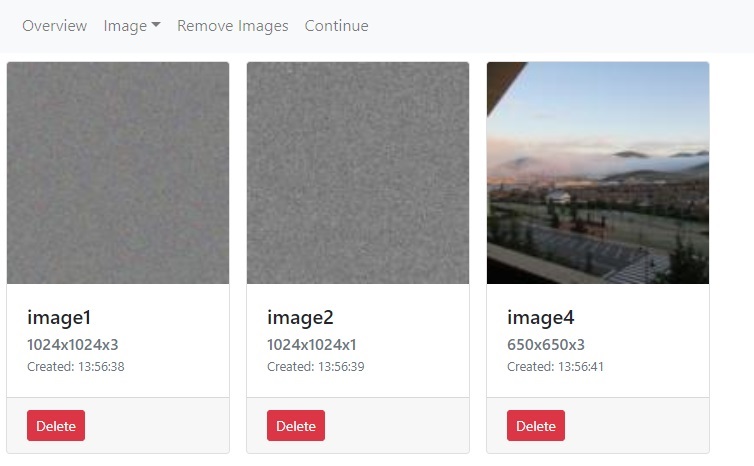 Overview Image Remove Images Continue
image1
1024x1024x3
Created: 13:56:38
Delete
image2
1024x1024x1
Created: 13:56:39
Delete
image4
650x650x3
Created: 13:56:41
Delete